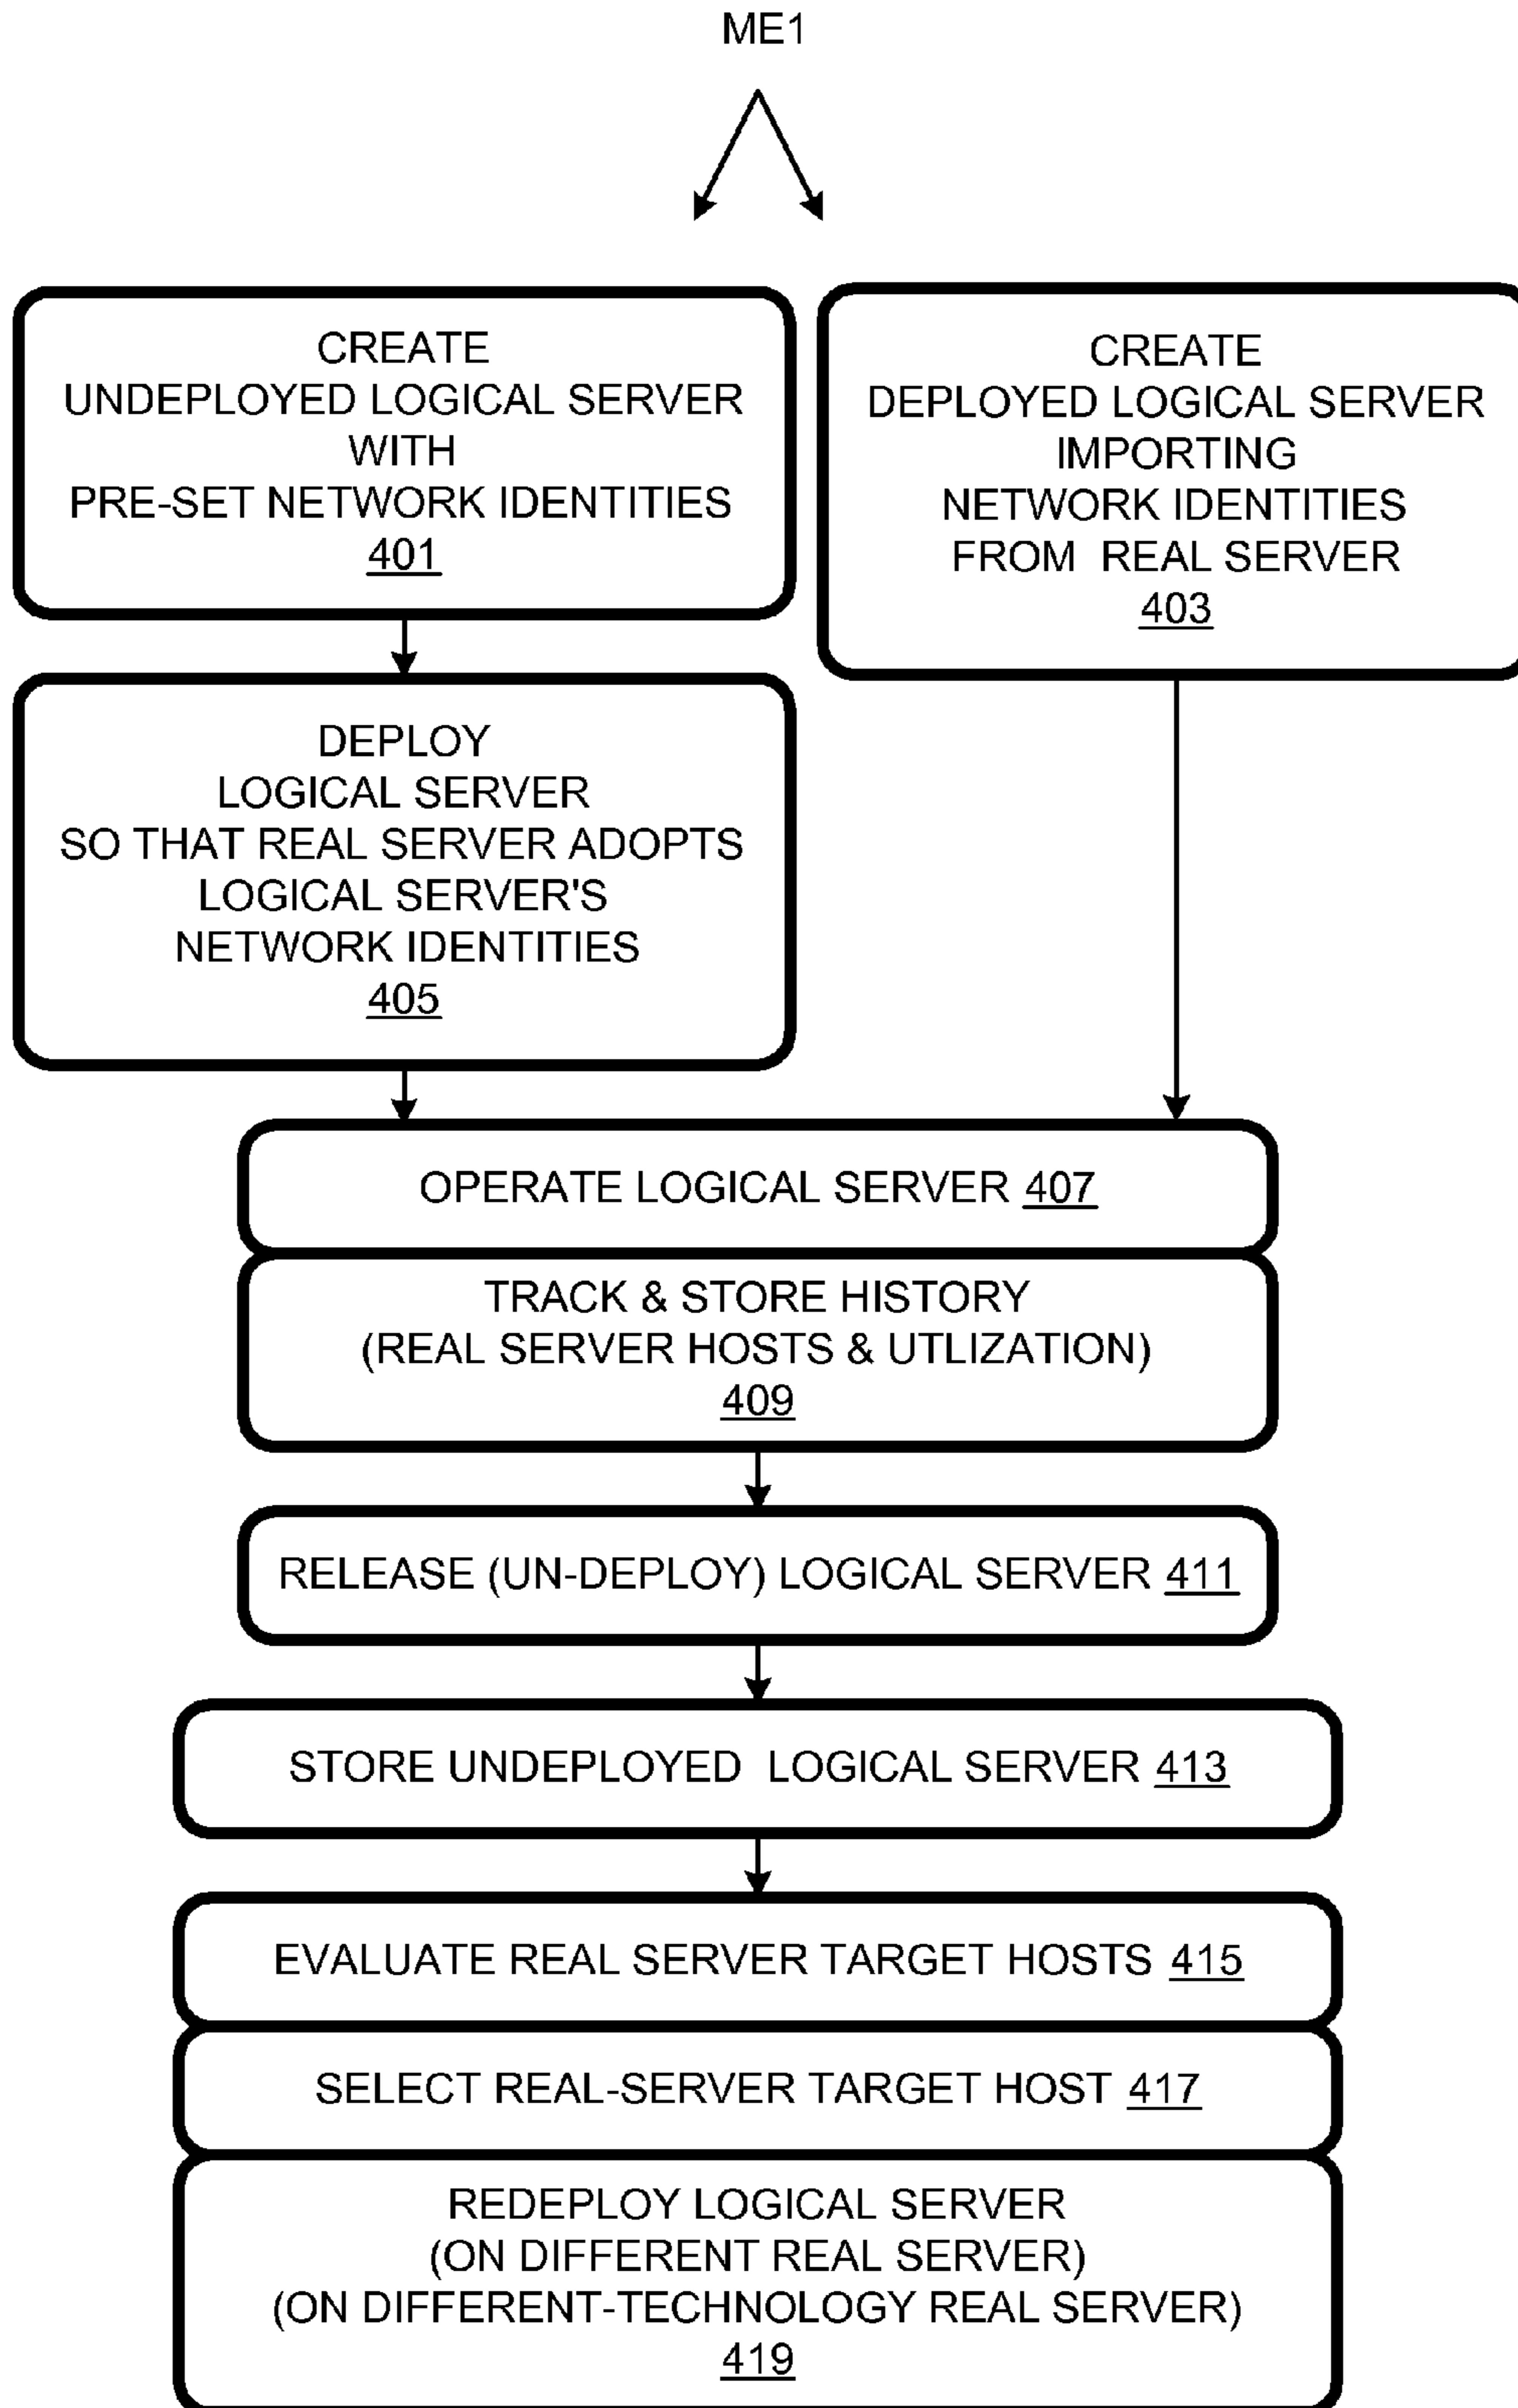 ME1
CREATE
UNDEPLOYED LOGICAL SERVER
WITH
PRE-SET NETWORK IDENTITIES
401
CREATE
DEPLOYED LOGICAL SERVER
IMPORTING
NETWORK IDENTITIES
FROM REAL SERVER
403
DEPLOY
LOGICAL SERVER
SO THAT REAL SERVER ADOPTS
LOGICAL SERVER'S
NETWORK IDENTITIES
405
OPERATE LOGICAL SERVER 407
TRACK & STORE HISTORY
(REAL SERVER HOSTS & UTLIZATION)
409
RELEASE (UN-DEPLOY) LOGICAL SERVER 411
STORE UNDEPLOYED LOGICAL SERVER 413
EVALUATE REAL SERVER TARGET HOSTS 415
SELECT REAL-SERVER TARGET HOST 417
REDEPLOY LOGICAL SERVER
(ON DIFFERENT REAL SERVER)
(ON DIFFERENT-TECHNOLOGY REAL SERVER)
419